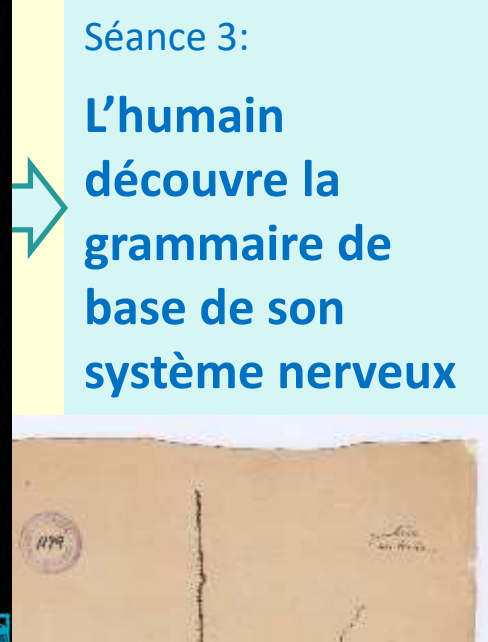 Séance 3:
L'humain
découvre la
grammaire de
base de son
système nerveux